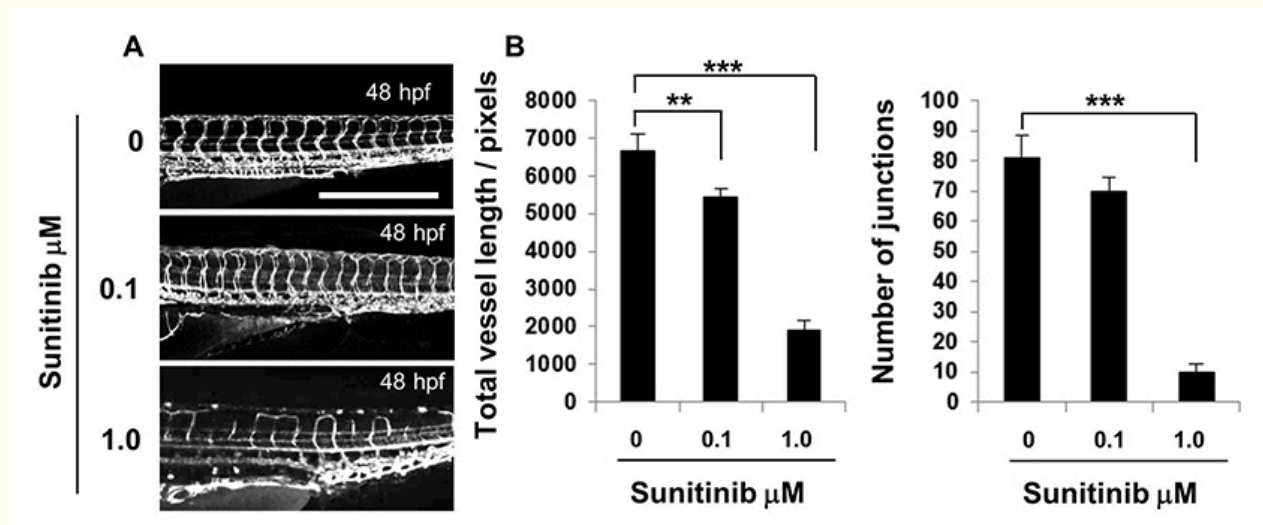 A
48 hpf
0
48 hpf
0.1
48 hpf
1.0
Sunitinib μM
B
Total vessel length / pixels
8000
7000
6000
5000
4000
3000
2000
1000
0
***
**
0 0.1 1.0
Sunitinib μM
Number of junctions
100
90
80
70
60
50
40
30
20
10
0
***
0 0.1 1.0
Sunitinib μM